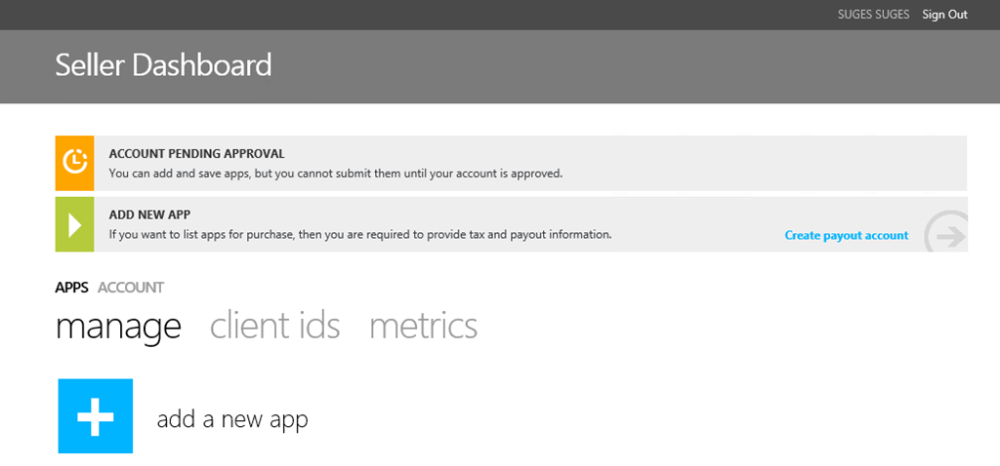 SUGES SUGES Sign Out
Seller Dashboard
ACCOUNT PENDING APPROVAL
You can add and save apps, but you cannot submit them until your account is approved.
ADD NEW APP
If you want to list apps for purchase, then you are required to provide tax and payout information.
Create payout account
APPS ACCOUNT
manage client ids metrics
add a new app